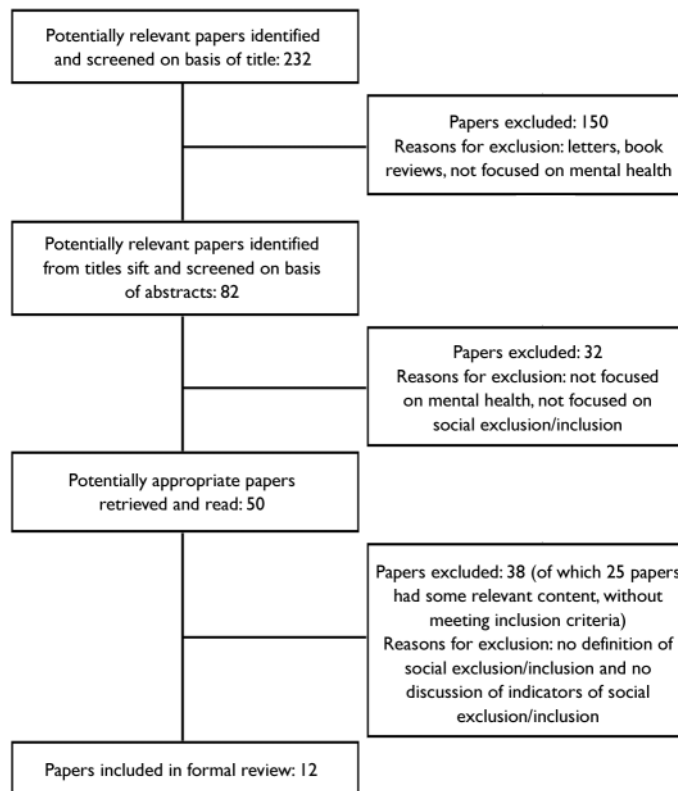 Potentially relevant papers identified
and screened on basis of title: 232
Papers excluded: 150
Reasons for exclusion: letters, book
reviews, not focused on mental health
Potentially relevant papers identified
from titles sift and screened on basis
of abstracts: 82
Papers excluded: 32
Reasons for exclusion: not focused
on mental health, not focused on
social exclusion/inclusion
Potentially appropriate papers
retrieved and read: 50
Papers excluded: 38 (of which 25 papers
had some relevant content, without
meeting inclusion criteria)
Reasons for exclusion: no definition of
social exclusion/inclusion and no
discussion of indicators of social
exclusion/inclusion
Papers included in formal review: 12